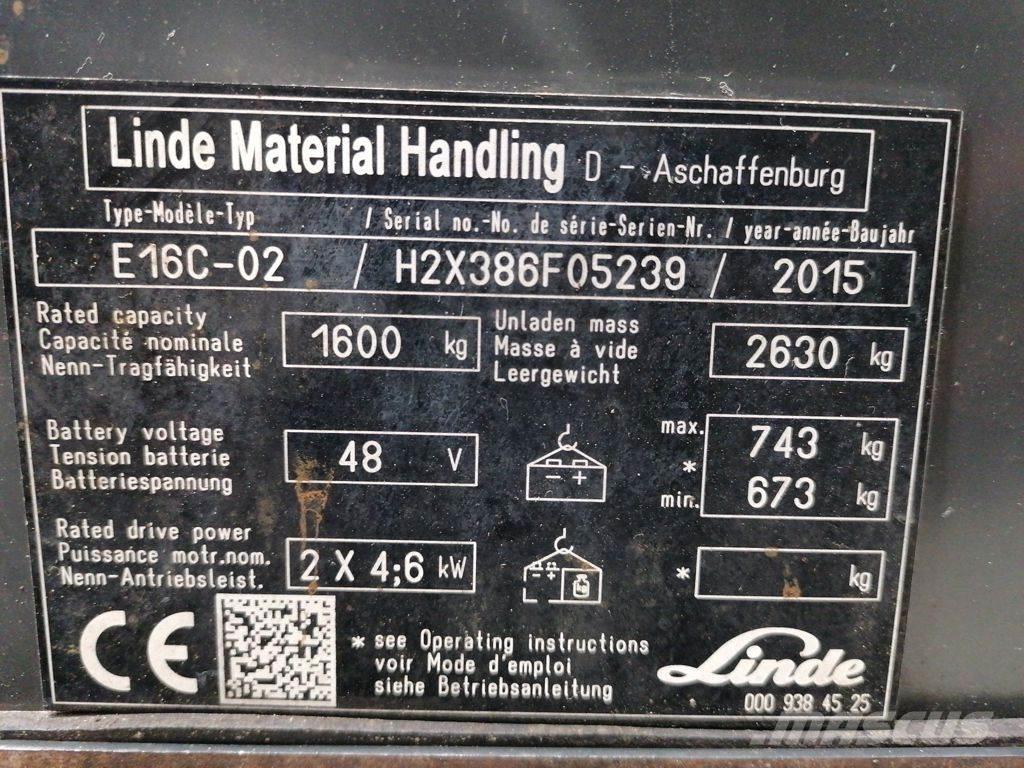 Linde Material Handling D - Aschaffenburg
Type-Modèle-Typ / Serial no.-No. de série-Serien-Nr. / year-année-Baujahr
E16C-02 / H2X386F05239 / 2015
Rated capacity
Capacité nominale
Nenn-Tragfähigkeit
1600 kg
Unladen mass
Masse à vide
Leergewicht
2630 kg
Battery voltage
Tension batterie
Batteriespannung
48 V
- +
max. 743 kg
*
min. 673 kg
Rated drive power
Puissance motr.nom.
Nenn-Antriebsleist.
2 X 4;6 kW
- + kg
* kg
CE
* see Operating instructions
voir Mode d'emploi
siehe Betriebsanleitung
Linde
000 938 45 25
MASCUS